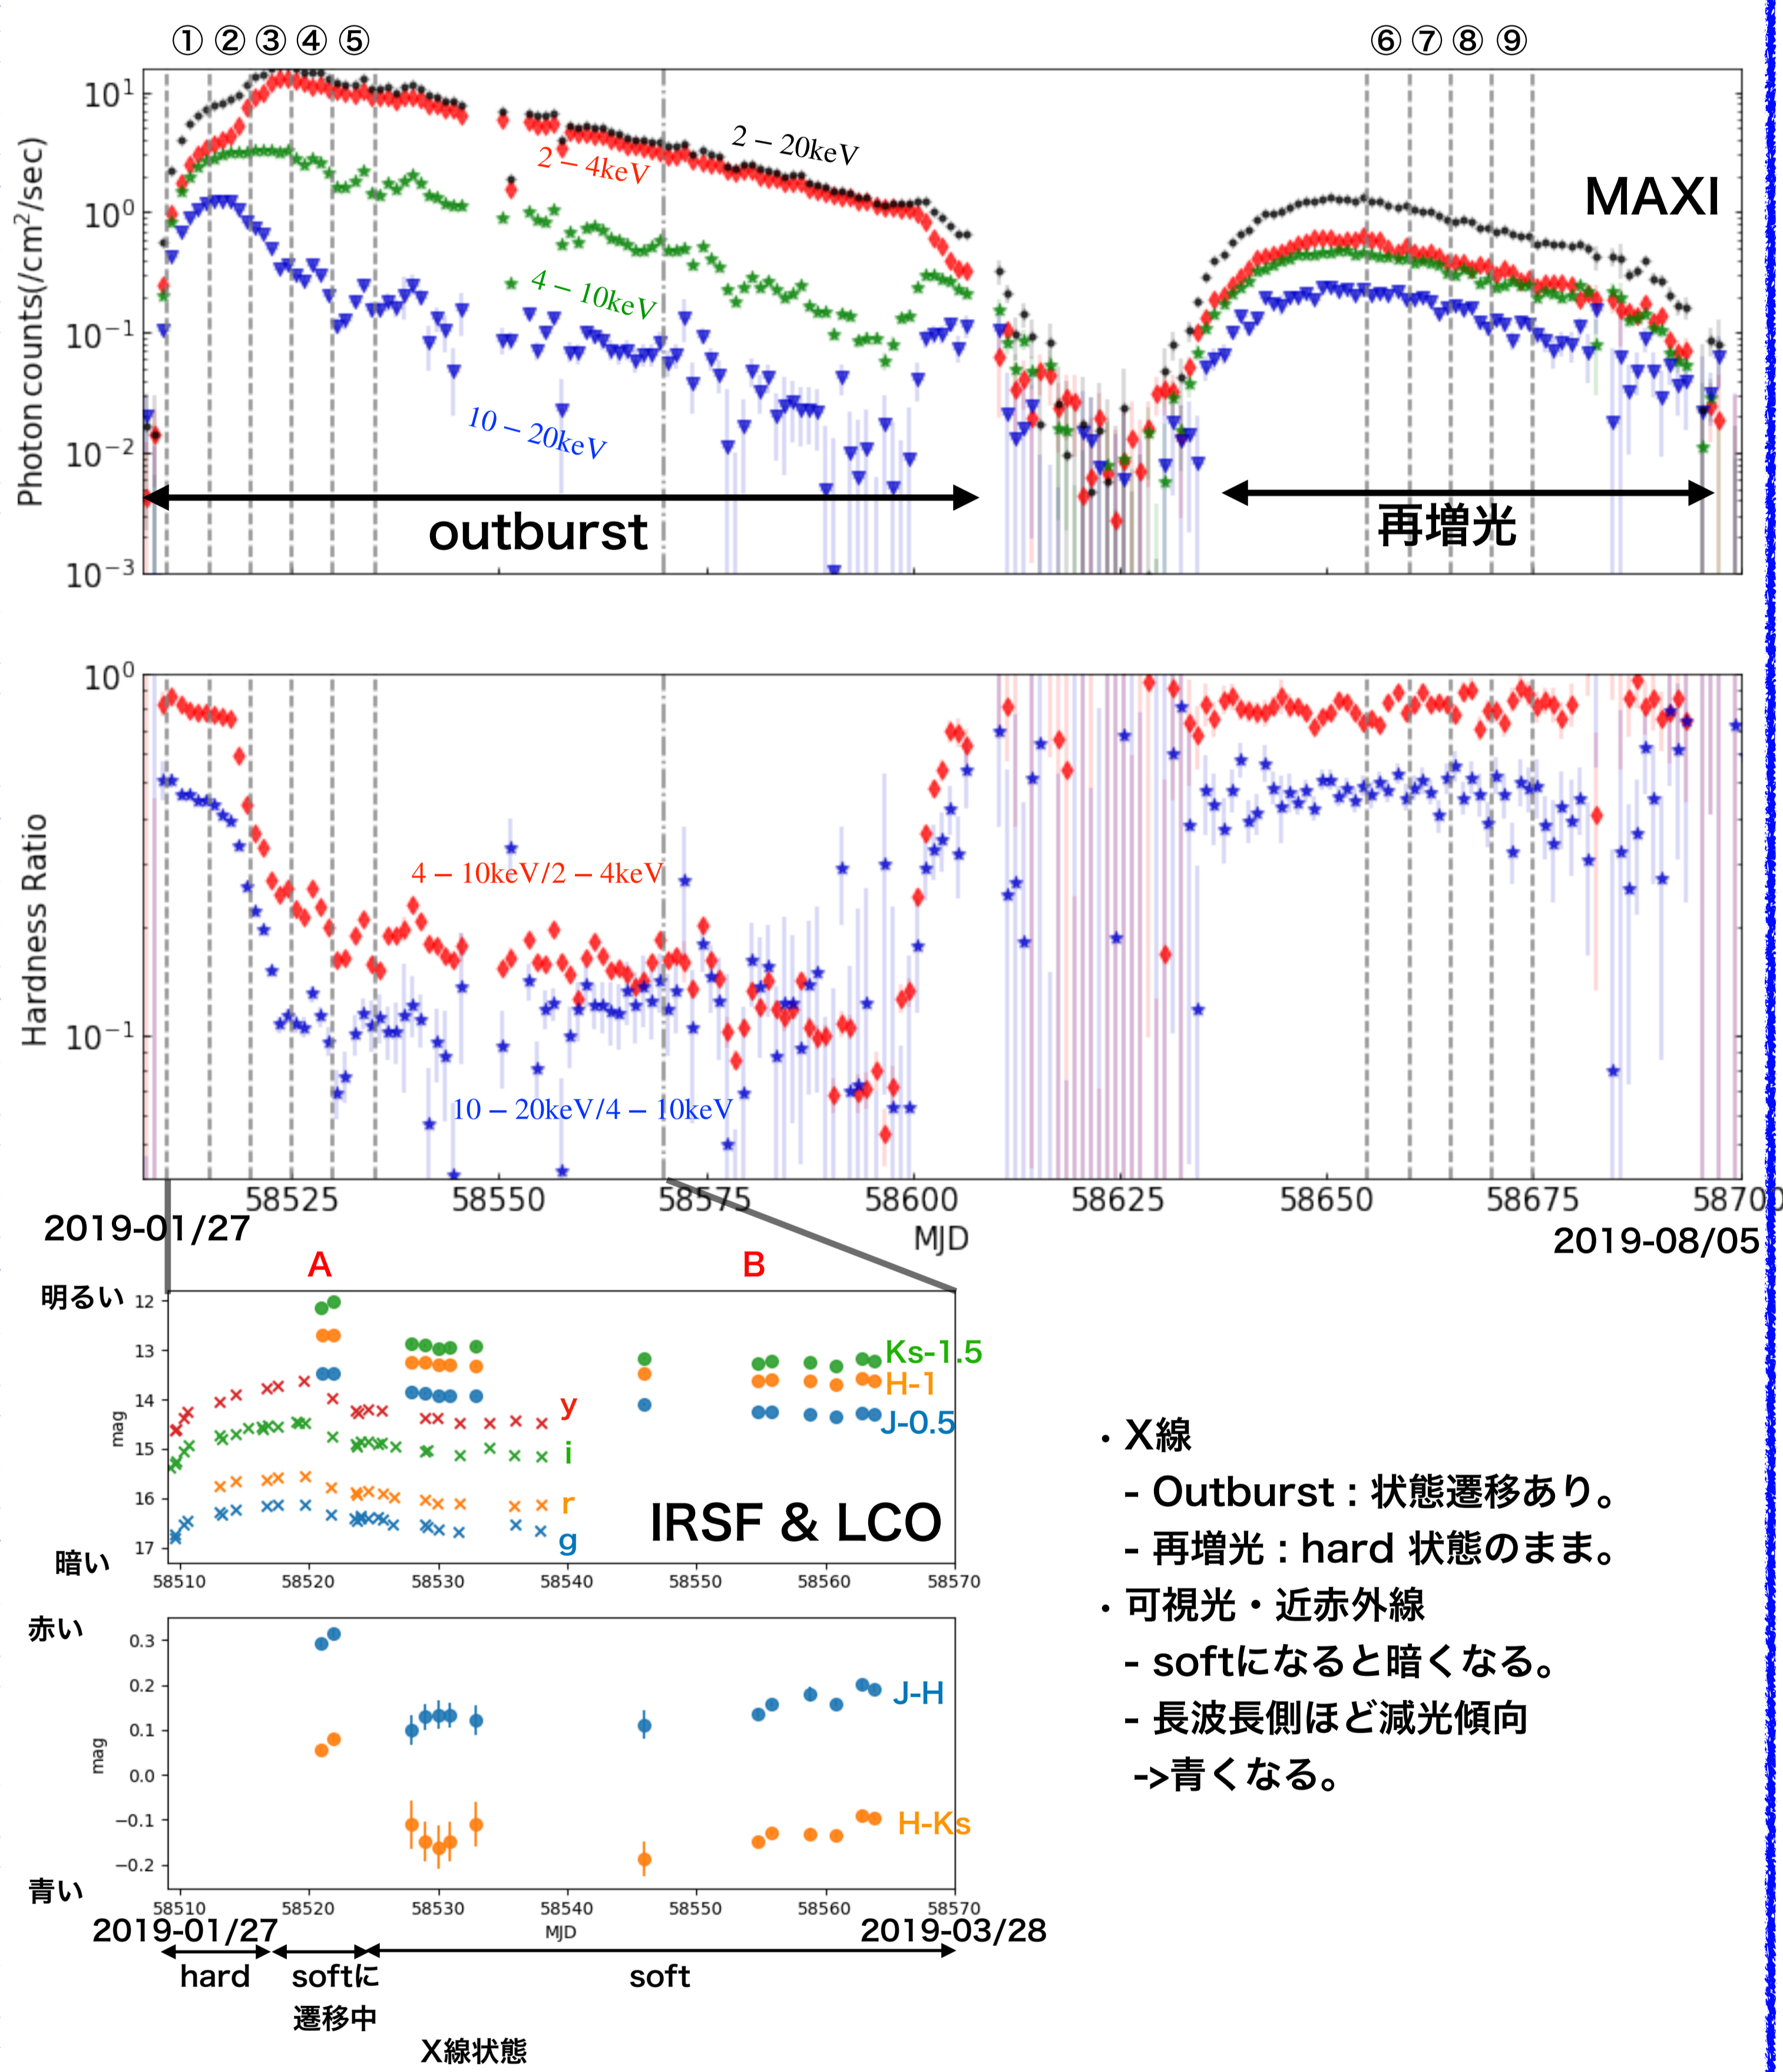 ① ② ③ ④ ⑤ ⑥ ⑦ ⑧ ⑨
Photon counts(/cm²/sec)
10¹
10⁰
10⁻¹
10⁻²
10⁻³
2 – 20keV
2 – 4keV
4 – 10keV
10 – 20keV
MAXI
outburst
再増光
Hardness Ratio
10⁰
10⁻¹
4 – 10keV/2 – 4keV
10 – 20keV/4 – 10keV
58525 58550 58575 58600 58625 58650 58675 58700
2019-01/27
MJD
2019-08/05
A
B
明るい
暗い
mag
12
13
14
15
16
17
Ks-1.5
H-1
J-0.5
y
i
r
g
IRSF & LCO
58510 58520 58530 58540 58550 58560 58570
赤い
青い
mag
0.3
0.2
0.1
0.0
−0.1
−0.2
J-H
H-Ks
58510 58520 58530 58540 58550 58560 58570
2019-01/27
MJD
2019-03/28
hard
softに
遷移中
soft
X線状態
・X線
- Outburst : 状態遷移あり。
- 再増光 : hard 状態のまま。
・可視光・近赤外線
- softになると暗くなる。
- 長波長側ほど減光傾向
->青くなる。